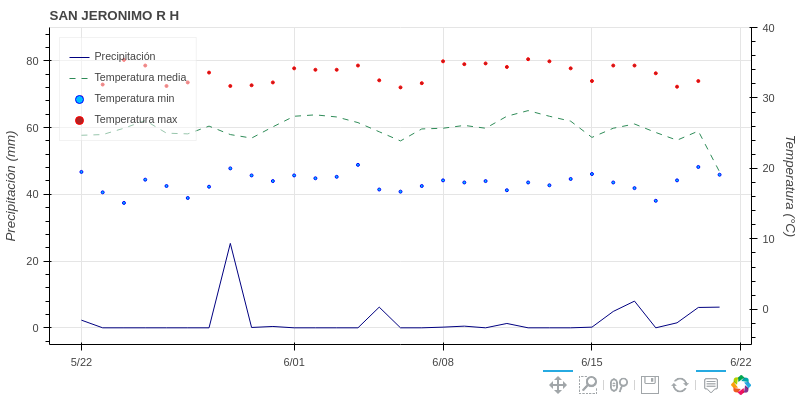 SAN JERONIMO R H
Precipitación
Temperatura media
Temperatura min
Temperatura max
Precipitación (mm)
80
60
40
20
0
Temperatura (°C)
40
30
20
10
0
5/22
6/01
6/08
6/15
6/22